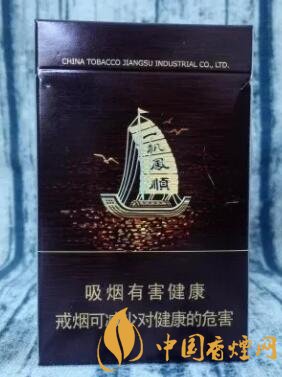 CHINA TOBACCO JIANGSU INDUSTRIAL CO., LTD.
一帆風順
吸烟有害健康
戒烟可减少对健康的危害
中国香烟网